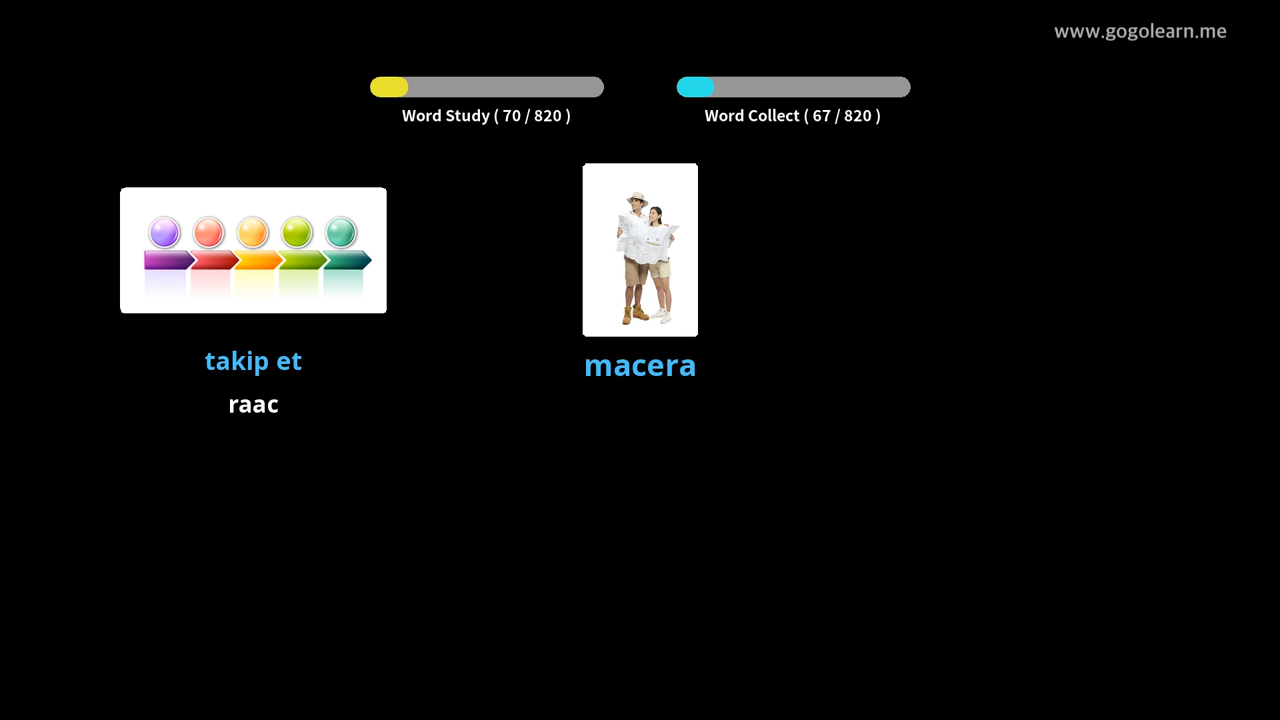 www.gogolearn.me
Word Study ( 70 / 820 )
Word Collect ( 67 / 820 )
takip et
raac
macera